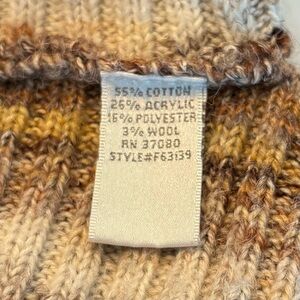 55% COTTON
26% ACRYLIC
16% POLYESTER
3% WOOL
RN 37080
STYLE#F63139